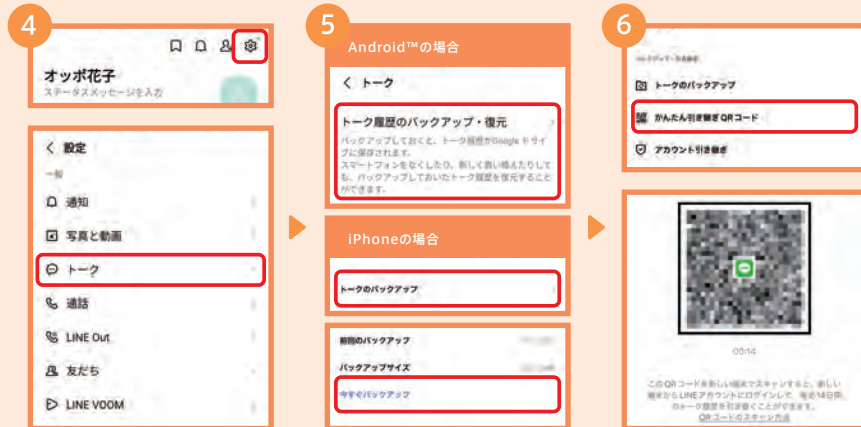 4
オッポ花子
ステータスメッセージを入力
設定
一般
通知
写真と動画
トーク
通話
LINE Out
友だち
LINE VOOM
5
Android™の場合
トーク
トーク履歴のバックアップ・復元
バックアップしておくと、トーク履歴がGoogle ドライ
ブに保存されます。
スマートフォンをなくしたり、新しく買い換えたりして
も、バックアップしておいたトーク履歴を復元すること
ができます。
iPhoneの場合
トークのバックアップ
前回のバックアップ
バックアップサイズ
今すぐバックアップ
6
トークのバックアップ
かんたん引き継ぎQRコード
アカウント引き継ぎ
00:14
このQRコードを新しい端末でスキャンすると、新しい
端末からLINEアカウントにログインして、直近14日間
のトーク履歴を引き継ぐことができます。
QRコードのスキャン方法